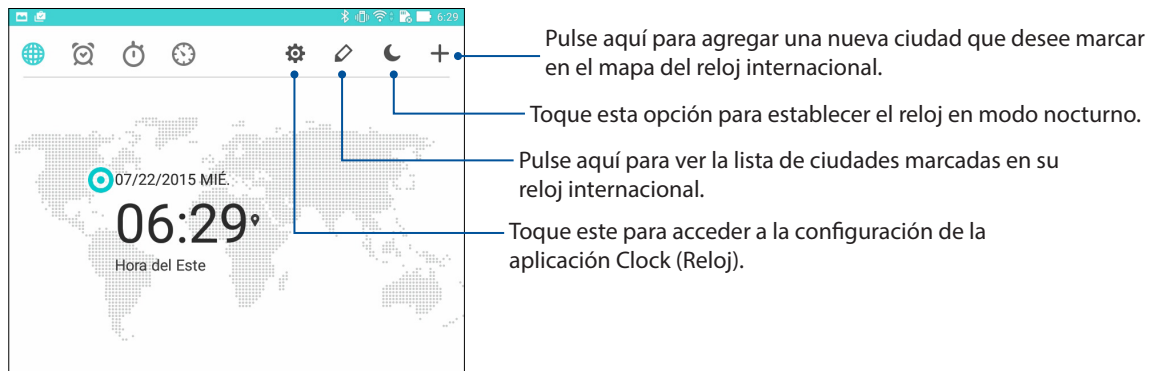 6:29
Pulse aquí para agregar una nueva ciudad que desee marcar
en el mapa del reloj internacional.
Toque esta opción para establecer el reloj en modo nocturno.
Pulse aquí para ver la lista de ciudades marcadas en su
reloj internacional.
07/22/2015 MIÉ.
06:29
Hora del Este
Toque este para acceder a la configuración de la
aplicación Clock (Reloj).